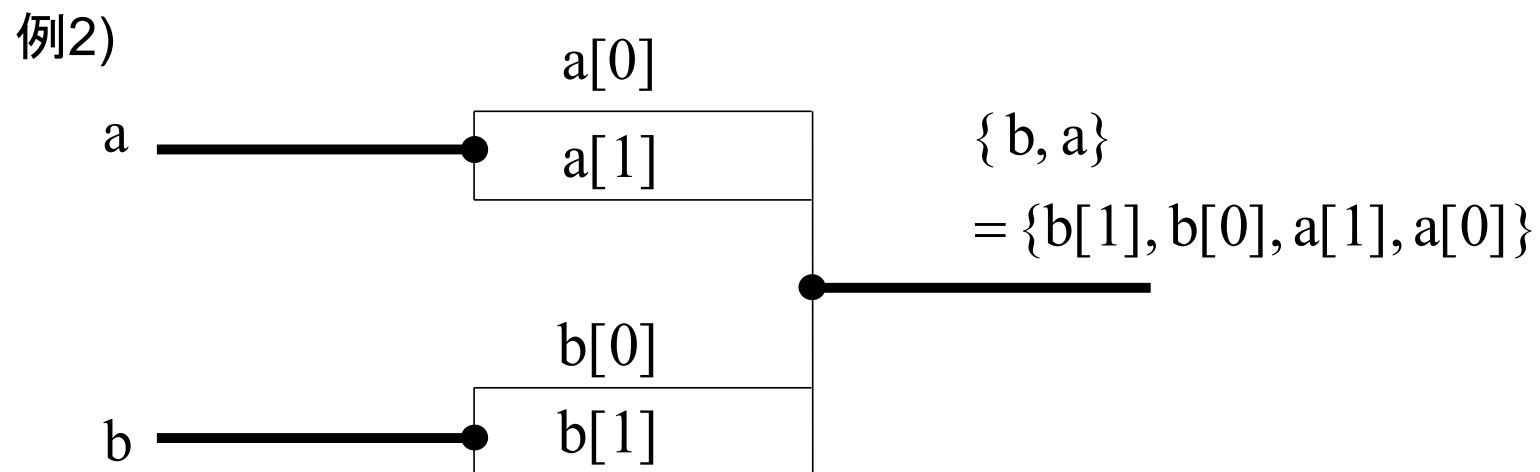 例2)
a[0]
a
a[1]
{ b, a}
= {b[1], b[0], a[1], a[0]}
b[0]
b
b[1]